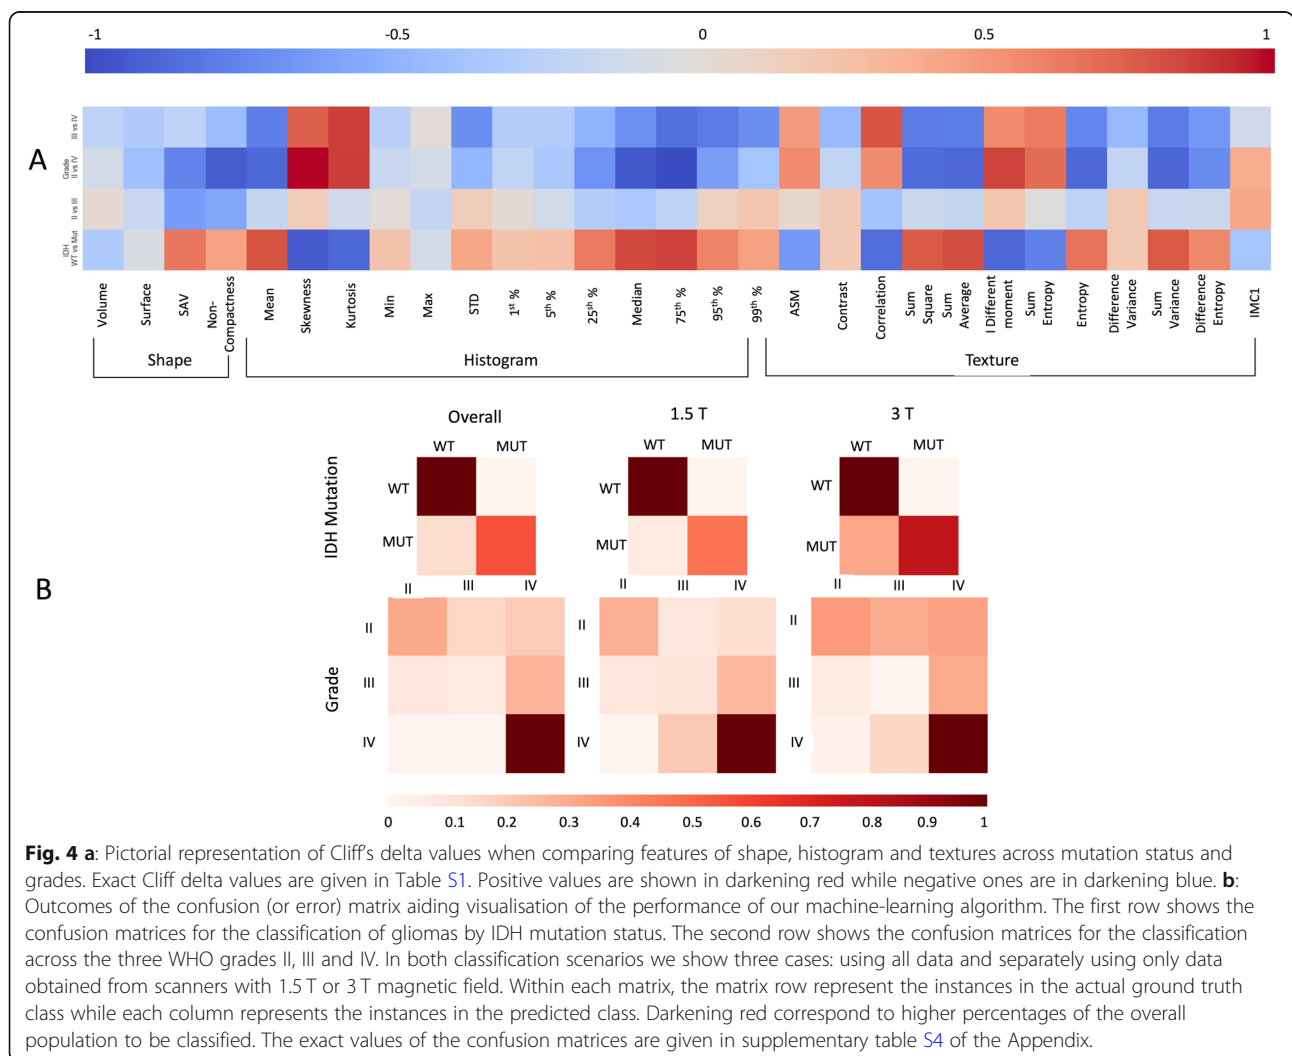 -1 -0.5 0 0.5 1
A
III vs IV
Grade
II vs IV
II vs III
IDH
WT vs Mut
Volume
Surface
SAV
Non-
Compactness
Mean
Skewness
Kurtosis
Min
Max
STD
1st %
5th %
25th %
Median
75th %
95th %
99th %
ASM
Contrast
Correlation
Sum
Square
Sum
Average
I Different
moment
Sum
Entropy
Entropy
Difference
Variance
Sum
Variance
Difference
Entropy
IMC1
Shape Histogram Texture
B
Overall 1.5 T 3 T
IDH Mutation
WT MUT WT MUT WT MUT
WT WT WT
MUT MUT MUT
Grade
II III IV II III IV II III IV
II II II
III III III
IV IV IV
0 0.1 0.2 0.3 0.4 0.5 0.6 0.7 0.8 0.9 1
Fig. 4 a: Pictorial representation of Cliff's delta values when comparing features of shape, histogram and textures across mutation status and
grades. Exact Cliff delta values are given in Table S1. Positive values are shown in darkening red while negative ones are in darkening blue. b:
Outcomes of the confusion (or error) matrix aiding visualisation of the performance of our machine-learning algorithm. The first row shows the
confusion matrices for the classification of gliomas by IDH mutation status. The second row shows the confusion matrices for the classification
across the three WHO grades II, III and IV. In both classification scenarios we show three cases: using all data and separately using only data
obtained from scanners with 1.5 T or 3 T magnetic field. Within each matrix, the matrix row represent the instances in the actual ground truth
class while each column represents the instances in the predicted class. Darkening red correspond to higher percentages of the overall
population to be classified. The exact values of the confusion matrices are given in supplementary table S4 of the Appendix.